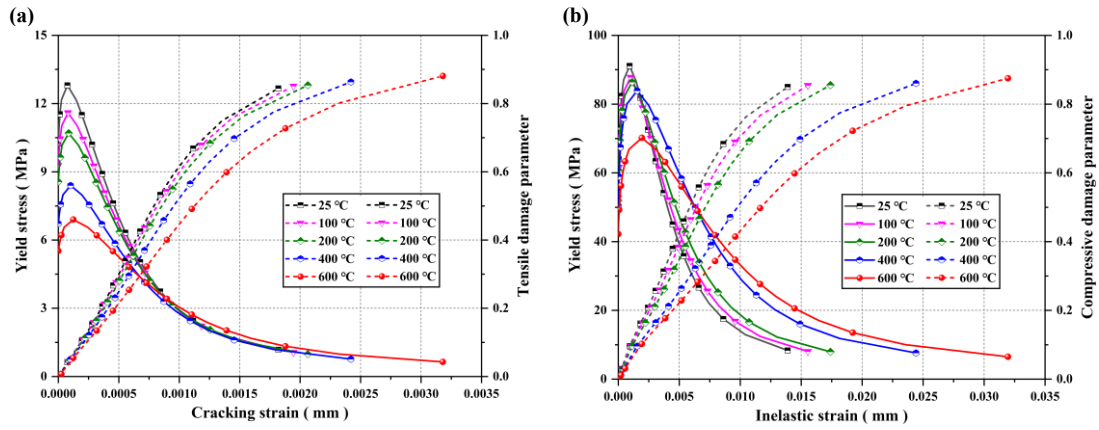 (a)
15
12
9
6
3
0
Yield stress ( MPa )
1.0
0.8
0.6
0.4
0.2
0.0
Tensile damage parameter
25 ℃ 25 ℃
100 ℃ 100 ℃
200 ℃ 200 ℃
400 ℃ 400 ℃
600 ℃ 600 ℃
0.0000 0.0005 0.0010 0.0015 0.0020 0.0025 0.0030 0.0035
Cracking strain ( mm )
(b)
100
80
60
40
20
0
Yield stress ( MPa )
1.0
0.8
0.6
0.4
0.2
0.0
Compressive damage parameter
25 ℃ 25 ℃
100 ℃ 100 ℃
200 ℃ 200 ℃
400 ℃ 400 ℃
600 ℃ 600 ℃
0.000 0.005 0.010 0.015 0.020 0.025 0.030 0.035
Inelastic strain ( mm )